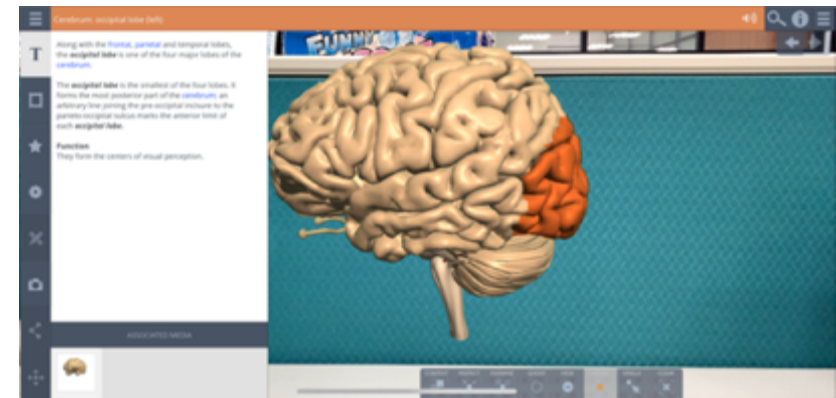 Cerebrum: occipital lobe (left)
Along with the frontal, parietal and temporal lobes,
the occipital lobe is one of the four major lobes of the
cerebrum.
The occipital lobe is the smallest of the four lobes. It
forms the most posterior part of the cerebrum; an
arbitrary line joining the pre-occipital incisure to the
parieto-occipital sulcus marks the anterior limit of
each occipital lobe.
Function
They form the centers of visual perception.
ASSOCIATED MEDIA
FUNNY